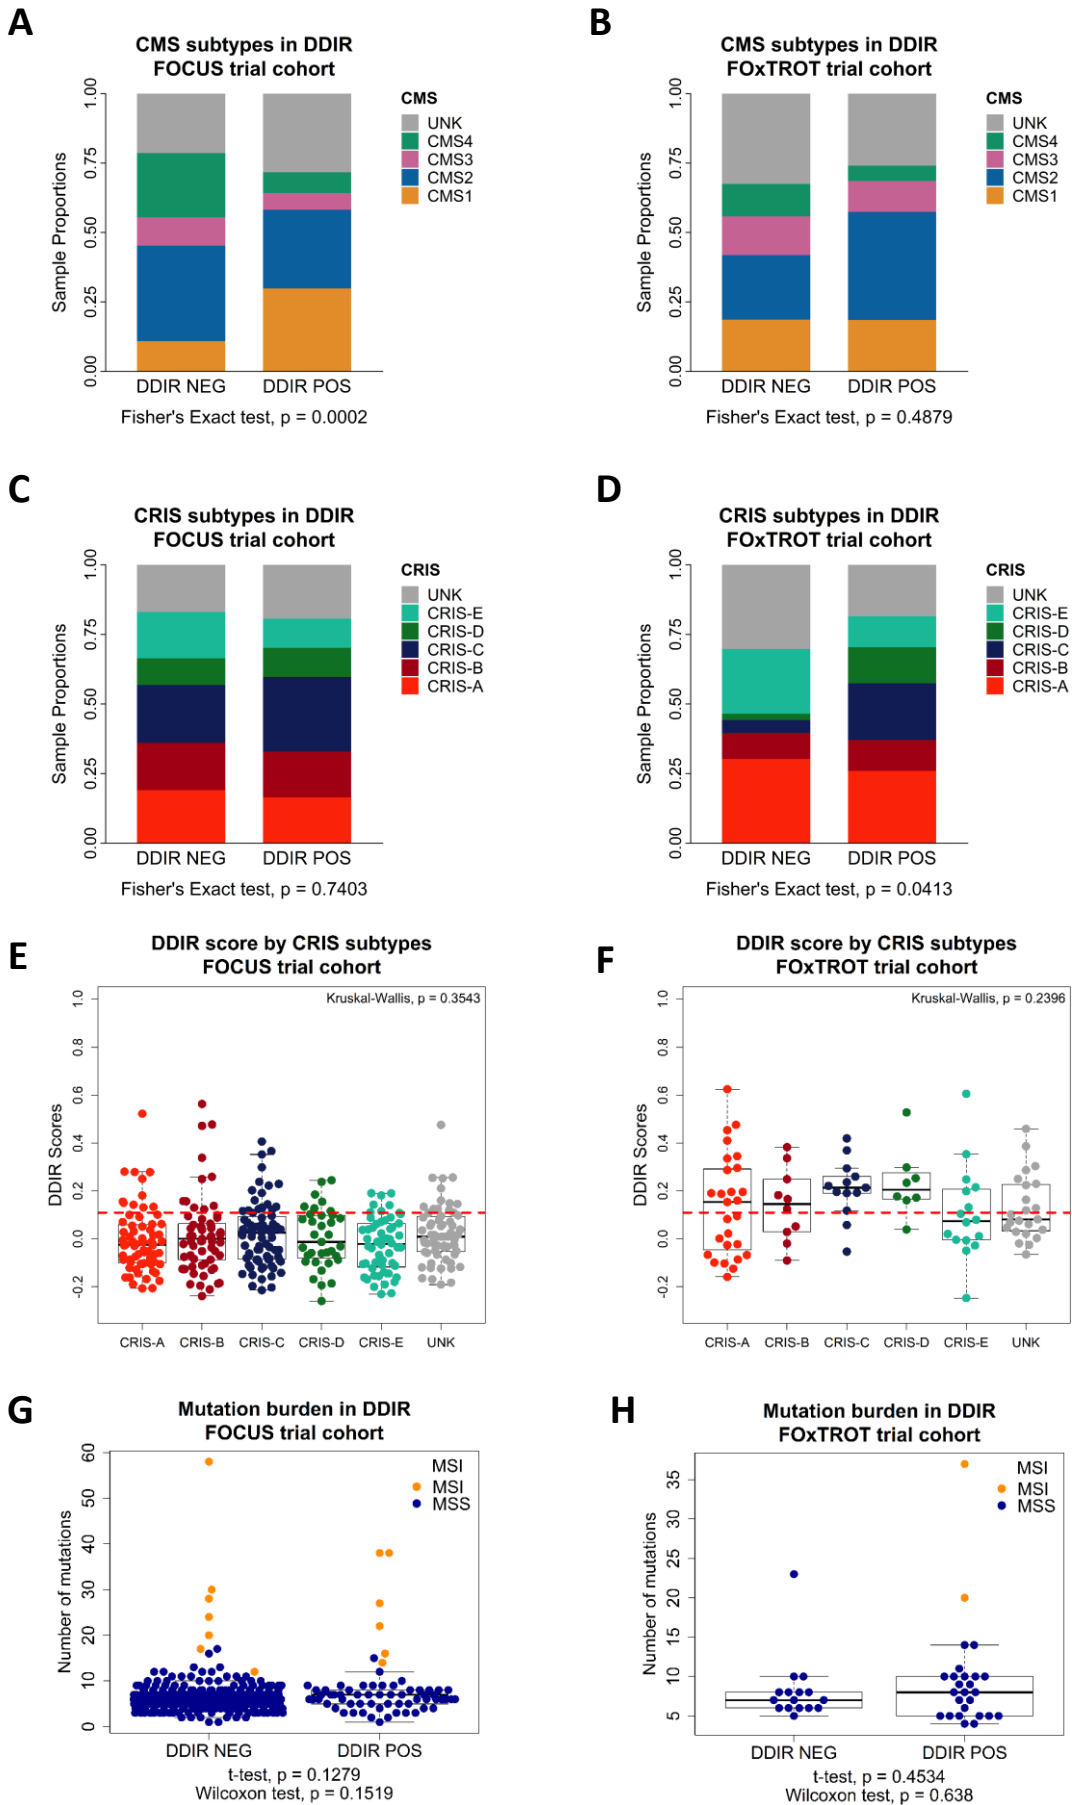 A
CMS subtypes in DDIR
FOCUS trial cohort
CMS
UNK
CMS4
CMS3
CMS2
CMS1
Sample Proportions
1.00
0.75
0.50
0.25
0.00
DDIR NEG
DDIR POS
Fisher's Exact test, p = 0.0002
B
CMS subtypes in DDIR
FOxTROT trial cohort
CMS
UNK
CMS4
CMS3
CMS2
CMS1
Sample Proportions
1.00
0.75
0.50
0.25
0.00
DDIR NEG
DDIR POS
Fisher's Exact test, p = 0.4879
C
CRIS subtypes in DDIR
FOCUS trial cohort
CRIS
UNK
CRIS-E
CRIS-D
CRIS-C
CRIS-B
CRIS-A
Sample Proportions
1.00
0.75
0.50
0.25
0.00
DDIR NEG
DDIR POS
Fisher's Exact test, p = 0.7403
D
CRIS subtypes in DDIR
FOxTROT trial cohort
CRIS
UNK
CRIS-E
CRIS-D
CRIS-C
CRIS-B
CRIS-A
Sample Proportions
1.00
0.75
0.50
0.25
0.00
DDIR NEG
DDIR POS
Fisher's Exact test, p = 0.0413
E
DDIR score by CRIS subtypes
FOCUS trial cohort
Kruskal-Wallis, p = 0.3543
DDIR Scores
1.0
0.8
0.6
0.4
0.2
0.0
-0.2
CRIS-A
CRIS-B
CRIS-C
CRIS-D
CRIS-E
UNK
F
DDIR score by CRIS subtypes
FOxTROT trial cohort
Kruskal-Wallis, p = 0.2396
DDIR Scores
1.0
0.8
0.6
0.4
0.2
0.0
-0.2
CRIS-A
CRIS-B
CRIS-C
CRIS-D
CRIS-E
UNK
G
Mutation burden in DDIR
FOCUS trial cohort
MSI
MSI
MSS
Number of mutations
60
50
40
30
20
10
0
DDIR NEG
DDIR POS
t-test, p = 0.1279
Wilcoxon test, p = 0.1519
H
Mutation burden in DDIR
FOxTROT trial cohort
MSI
MSI
MSS
Number of mutations
35
30
25
20
15
10
5
DDIR NEG
DDIR POS
t-test, p = 0.4534
Wilcoxon test, p = 0.638